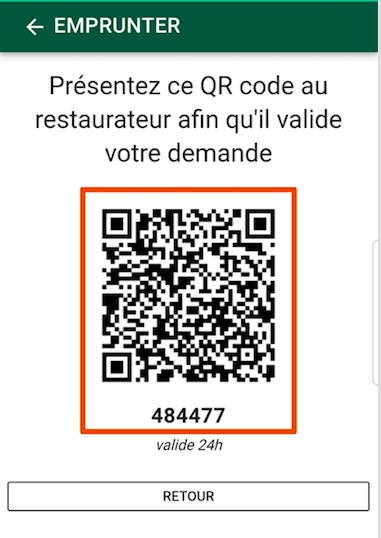 EMPRUNTER
Présentez ce QR code au
restaurateur afin qu'il valide
votre demande
484477
valide 24h
RETOUR